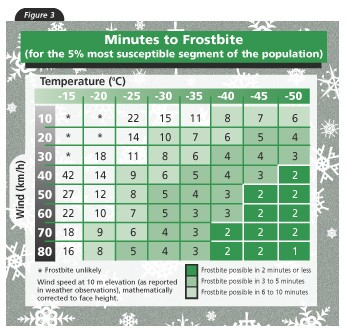 Figure 3
Minutes to Frostbite
(for the 5% most susceptible segment of the population)
Temperature (°C)
-15 -20 -25 -30 -35 -40 -45 -50
Wind (km/h)
10 * * 22 15 11 8 7 6
20 * * 14 10 7 6 5 4
30 * 18 11 8 6 4 4 3
40 42 14 9 6 5 4 3 2
50 27 12 8 5 4 3 2 2
60 22 10 7 5 3 3 2 2
70 18 9 6 4 3 2 2 2
80 16 8 5 4 3 2 2 1
* Frostbite unlikely
Wind speed at 10 m elevation (as reported
in weather observations), mathematically
corrected to face height.
Frostbite possible in 2 minutes or less
Frostbite possible in 3 to 5 minutes
Frostbite possible in 6 to 10 minutes